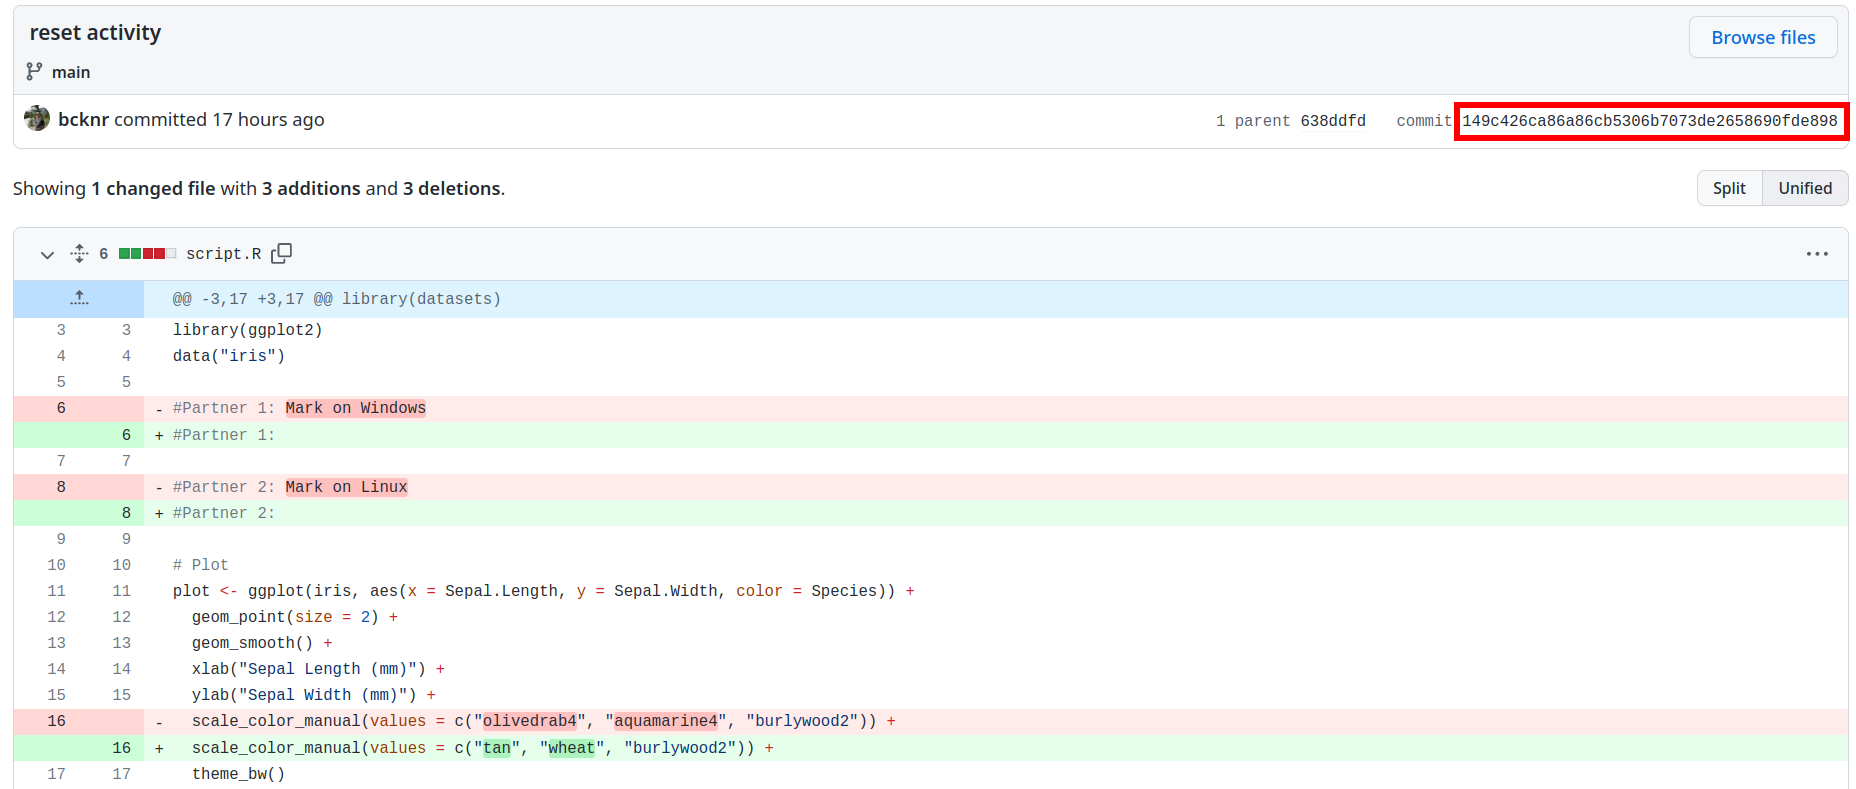 reset activity
Browse files
main
bcknr committed 17 hours ago 1 parent 638ddfd commit 149c426ca86a86cb5306b7073de2658690fde898
Showing 1 changed file with 3 additions and 3 deletions. Split Unified
6 script.R
@@ -3,17 +3,17 @@ library(datasets)
3 3 library(ggplot2)
4 4 data("iris")
5 5
6 - #Partner 1: Mark on Windows
6 + #Partner 1:
7 7
8 - #Partner 2: Mark on Linux
8 + #Partner 2:
9 9
10 10 # Plot
11 11 plot <- ggplot(iris, aes(x = Sepal.Length, y = Sepal.Width, color = Species)) +
12 12 geom_point(size = 2) +
13 13 geom_smooth() +
14 14 xlab("Sepal Length (mm)") +
15 15 ylab("Sepal Width (mm)") +
16 - scale_color_manual(values = c("olivedrab4", "aquamarine4", "burlywood2")) +
16 + scale_color_manual(values = c("tan", "wheat", "burlywood2")) +
17 17 theme_bw()